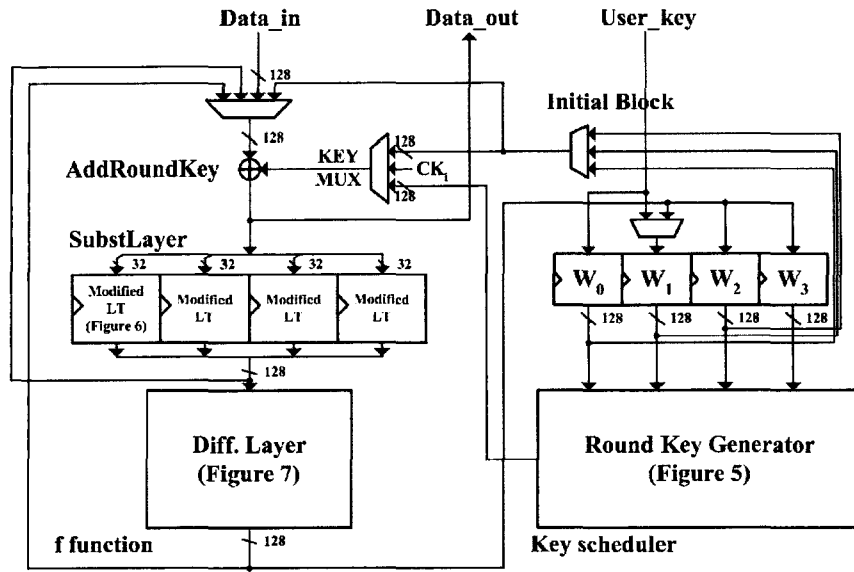 Data_in
Data_out
User_key
128
Initial Block
128
KEY
128
AddRoundKey
MUX
CKi
128
SubstLayer
32
32
32
32
Modified
LT
(Figure 6)
Modified
LT
Modified
LT
Modified
LT
W0
W1
W2
W3
128
128
128
128
128
Diff. Layer
(Figure 7)
Round Key Generator
(Figure 5)
f function
128
Key scheduler